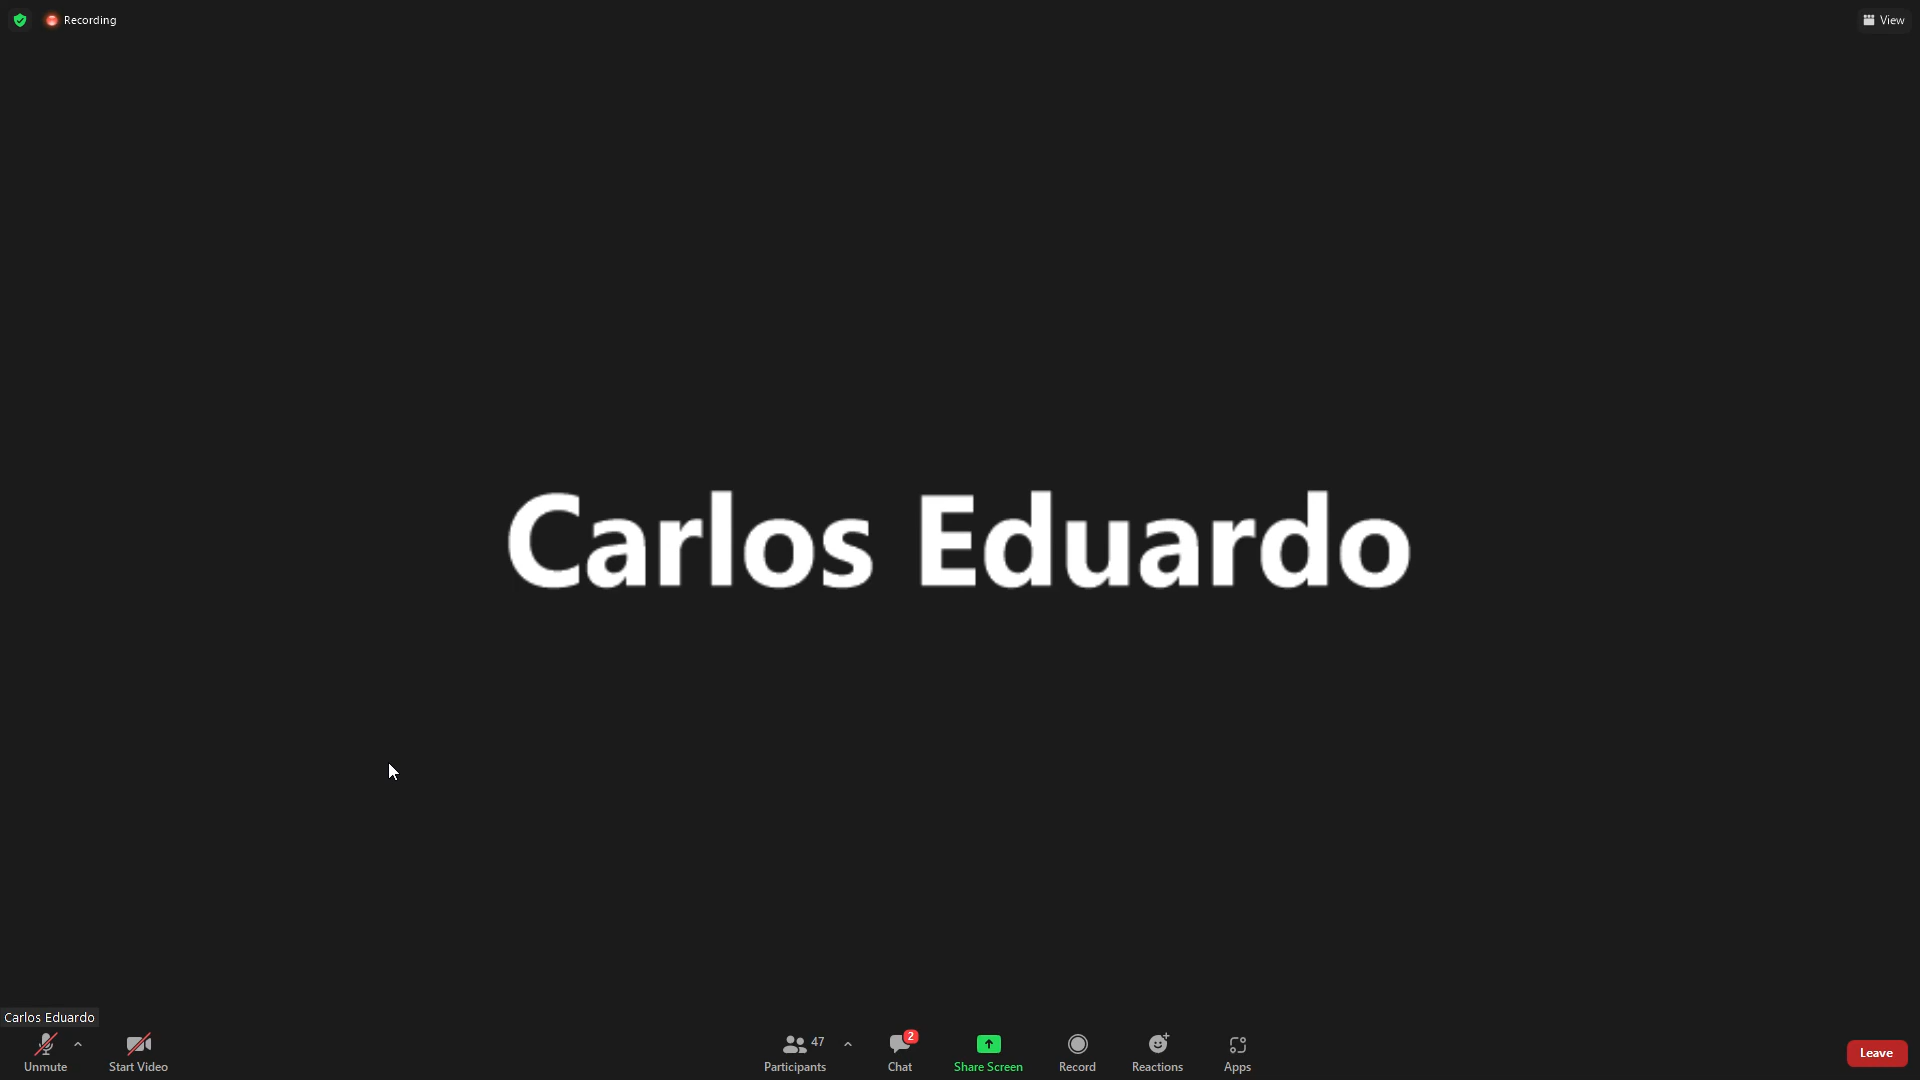 Recording
View
Carlos Eduardo
Carlos Eduardo
Unmute
Start Video
47
Participants
2
Chat
Share Screen
Record
Reactions
Apps
Leave